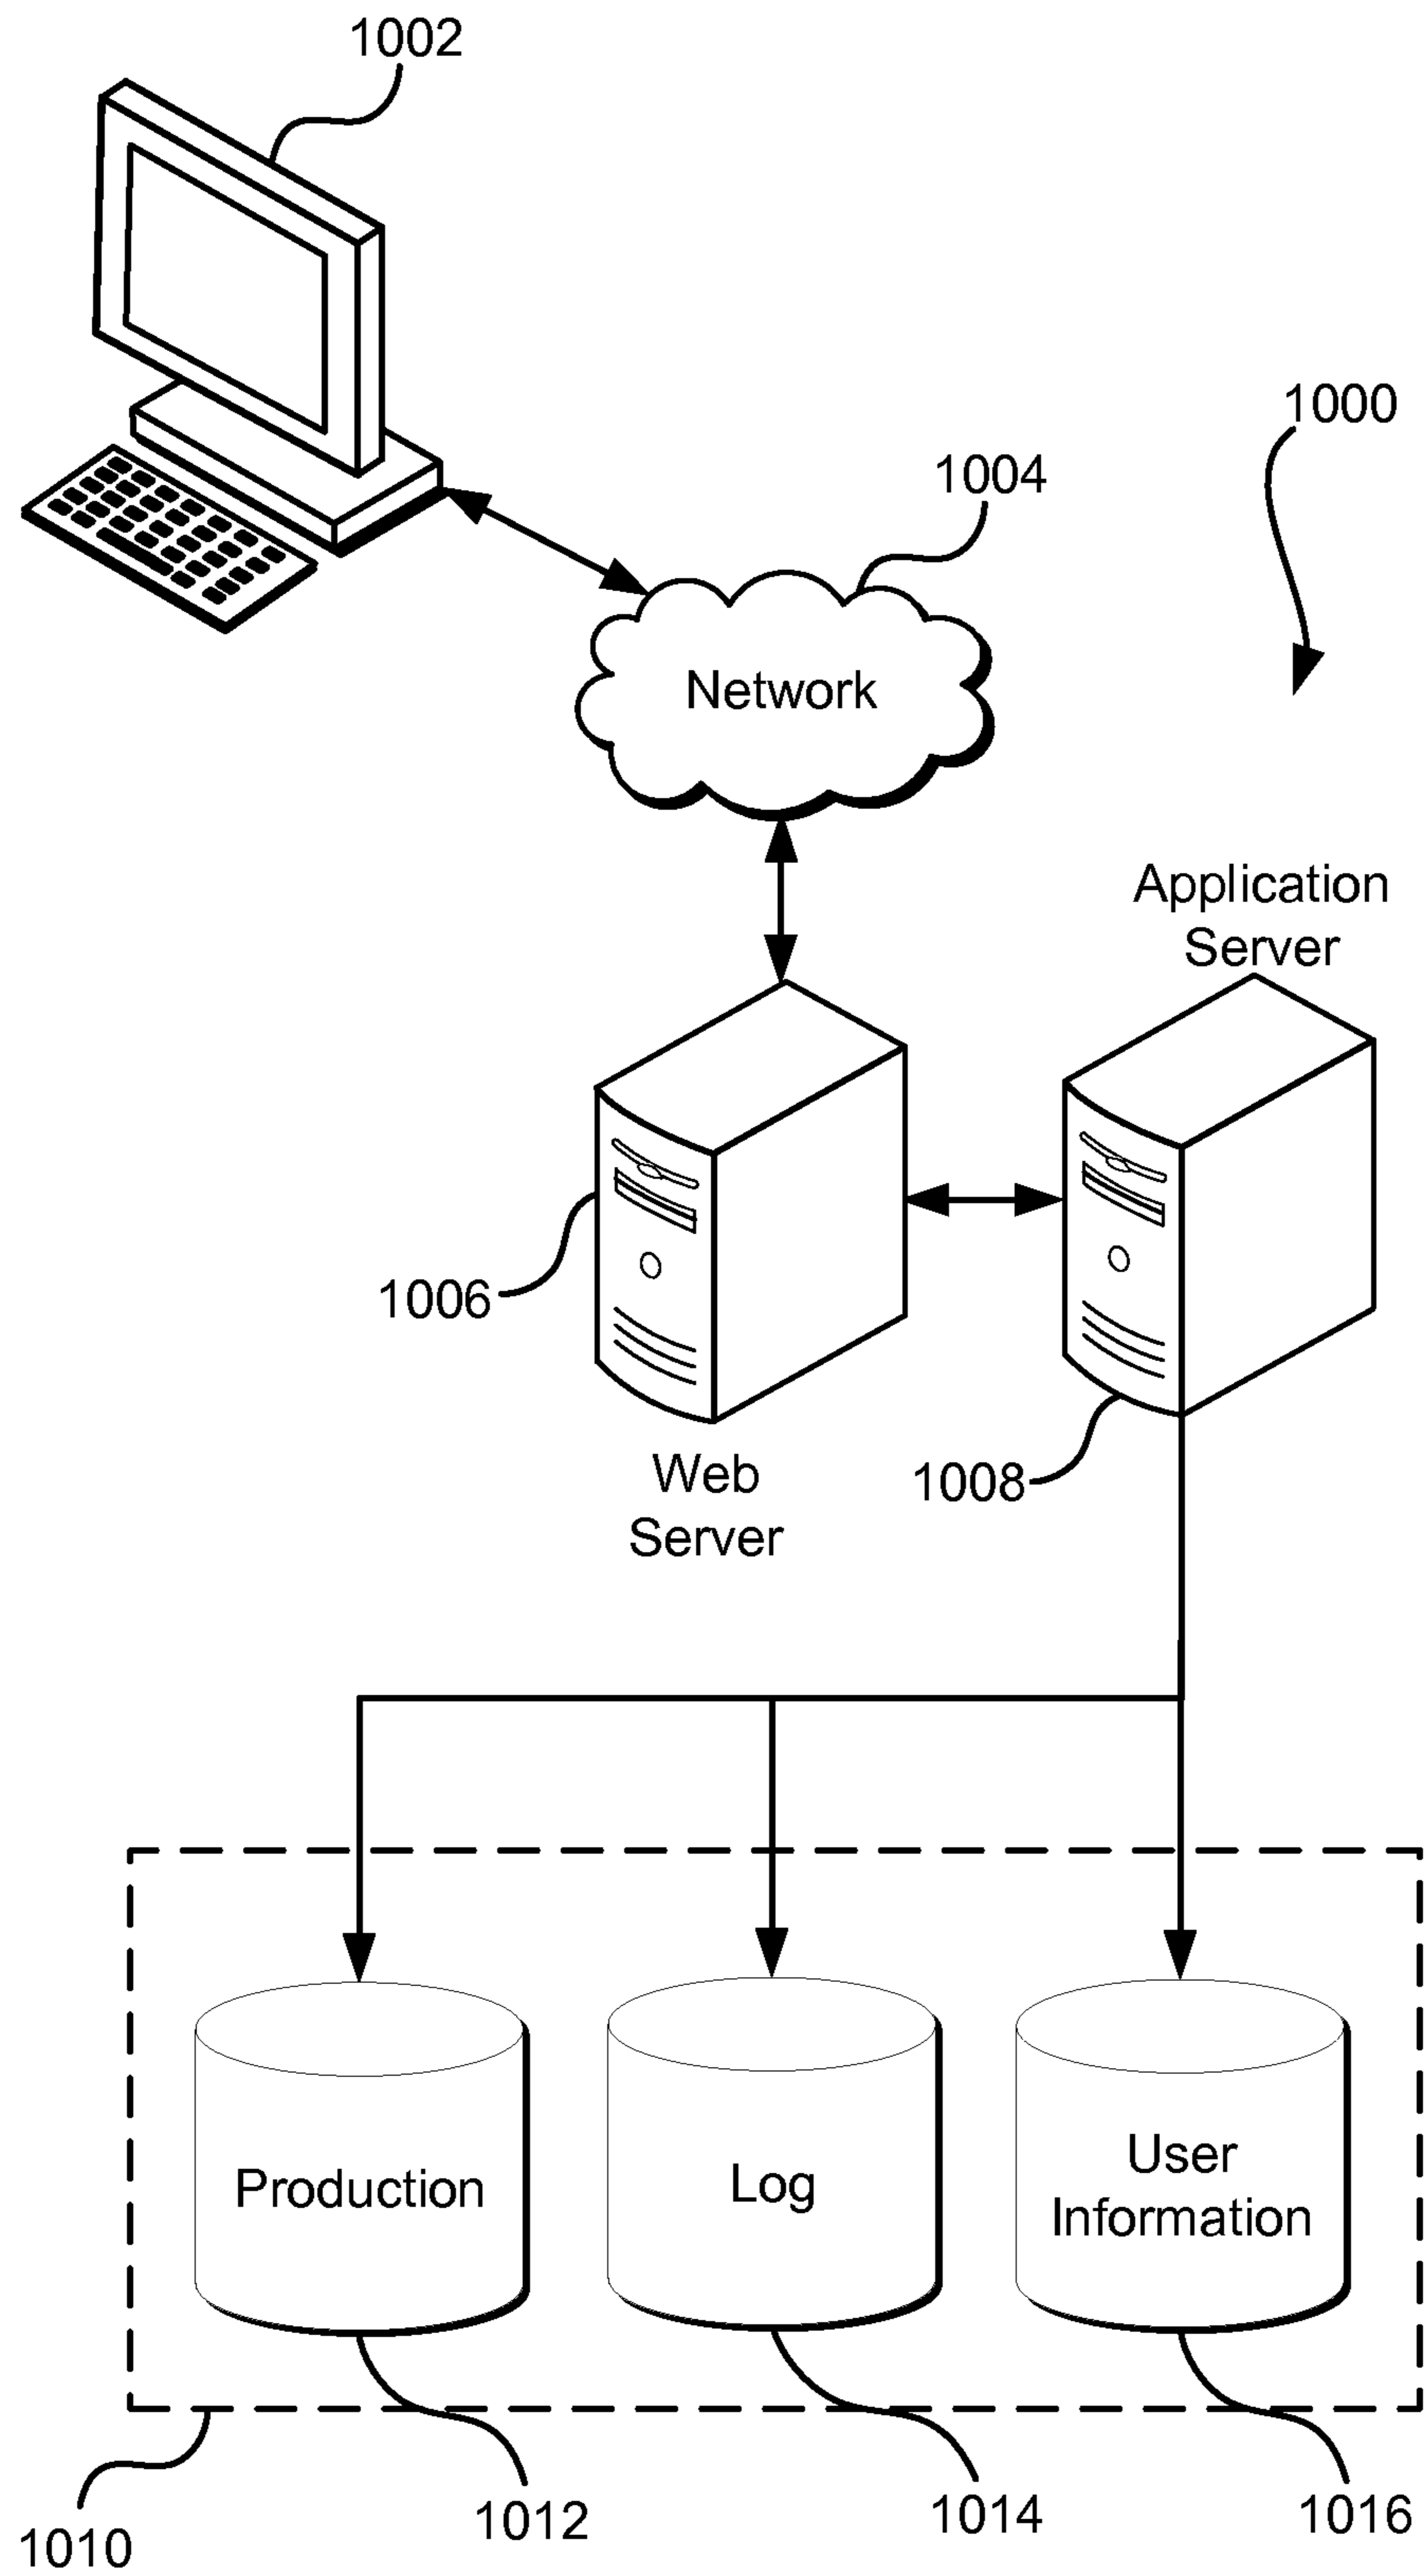 1002
1000
1004
Network
Application
Server
1006
Web
Server
1008
Production
Log
User
Information
1010
1012
1014
1016